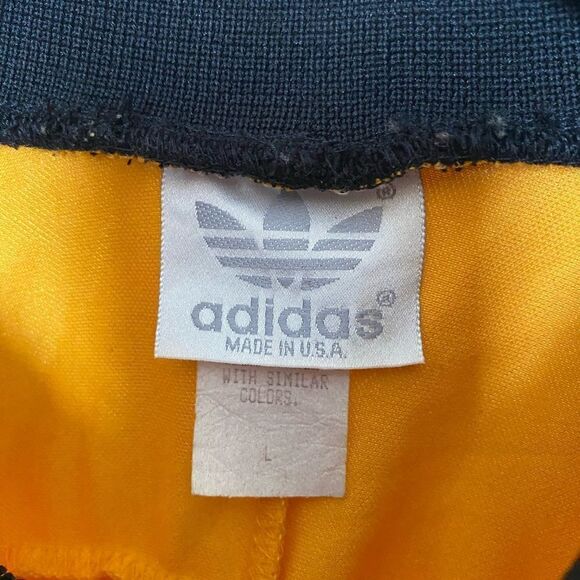 ®
adidas®
MADE IN U.S.A.
WITH SIMILAR
COLORS.
L